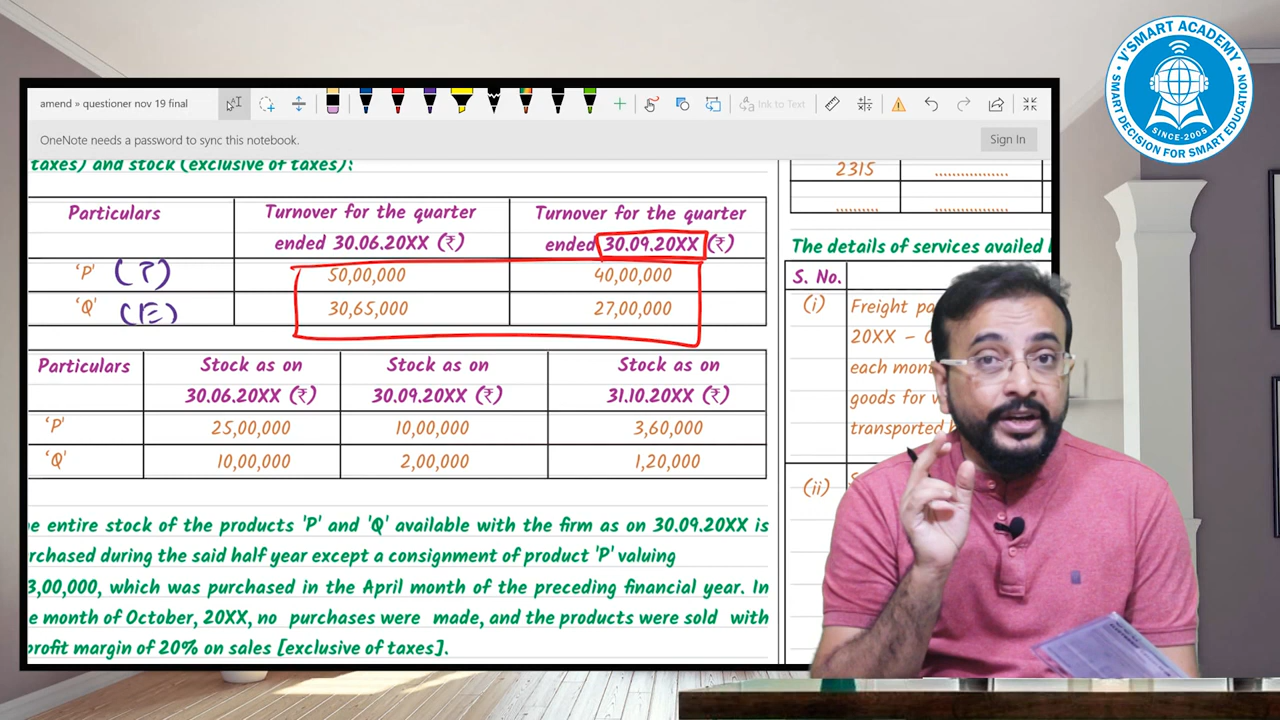 V'SMART ACADEMY
SMART DECISION FOR SMART EDUCATION
SINCE-2005
amend » questioner nov 19 final
Ink to Text
OneNote needs a password to sync this notebook.
Sign In
taxes) and stock (exclusive of taxes):
Particulars Turnover for the quarter ended 30.06.20XX (₹) Turnover for the quarter ended 30.09.20XX (₹)
'P' (T) 50,00,000 40,00,000
'Q' (E) 30,65,000 27,00,000
Particulars Stock as on 30.06.20XX (₹) Stock as on 30.09.20XX (₹) Stock as on 31.10.20XX (₹)
'P' 25,00,000 10,00,000 3,60,000
'Q' 10,00,000 2,00,000 1,20,000
entire stock of the products 'P' and 'Q' available with the firm as on 30.09.20XX is
rchased during the said half year except a consignment of product 'P' valuing
3,00,000, which was purchased in the April month of the preceding financial year. In
month of October, 20XX, no purchases were made, and the products were sold with
profit margin of 20% on sales [exclusive of taxes].
2315 ................
......... ................
The details of services availed
S. No.
(i) Freight
20XX –
each
goods for
transported
(ii)